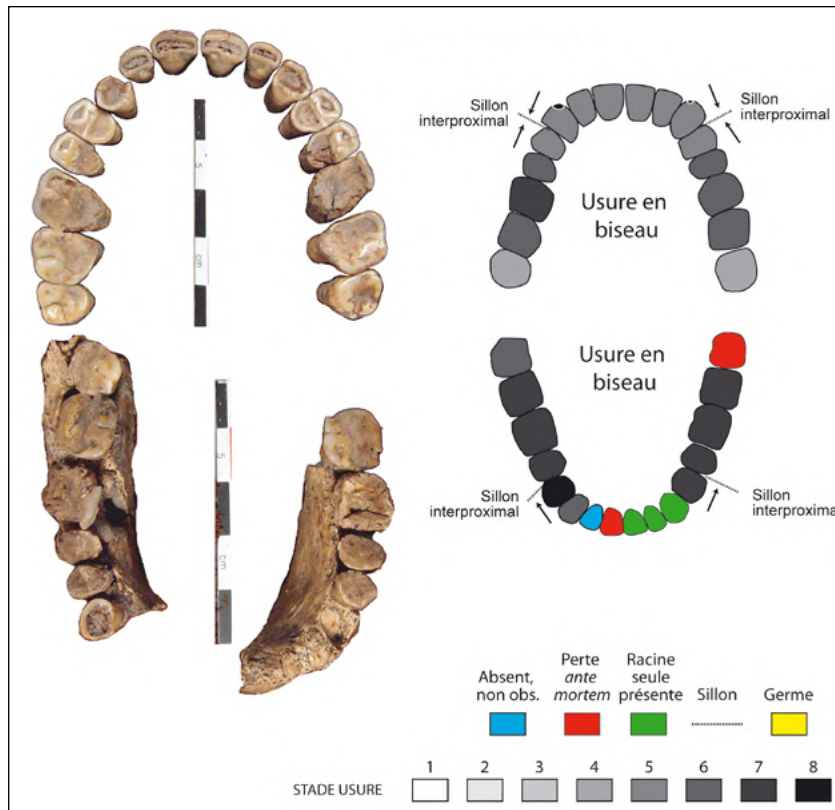 Sillon
interproximal
Sillon
interproximal
Usure en
biseau
5
cm
Usure en
biseau
5
cm
Sillon
interproximal
Sillon
interproximal
Absent,
non obs.
Perte
ante
mortem
Racine
seule
présente
Sillon
Germe
1 2 3 4 5 6 7 8
STADE USURE